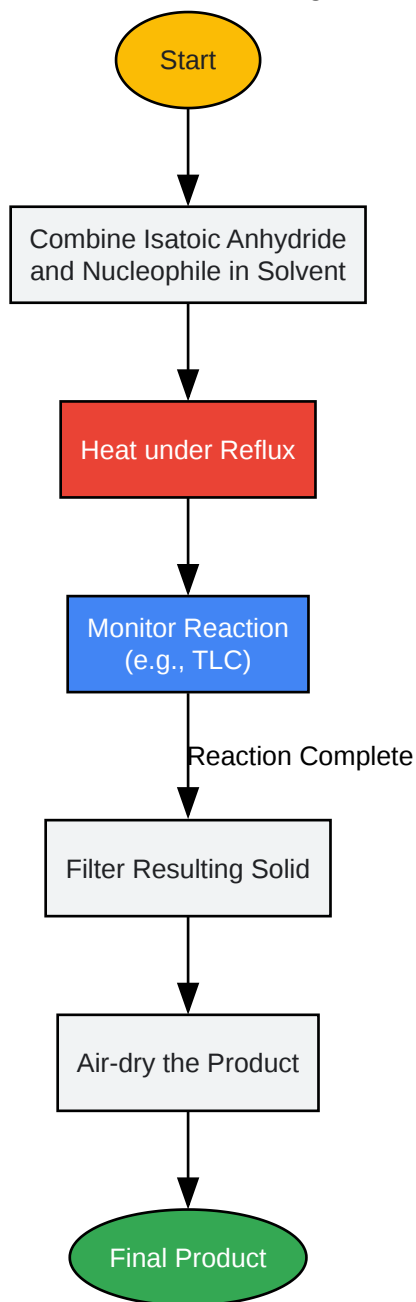 Start
Combine Isatoic Anhydride
and Nucleophile in Solvent
Heat under Reflux
Monitor Reaction
(e.g., TLC)
Reaction Complete
Filter Resulting Solid
Air-dry the Product
Final Product